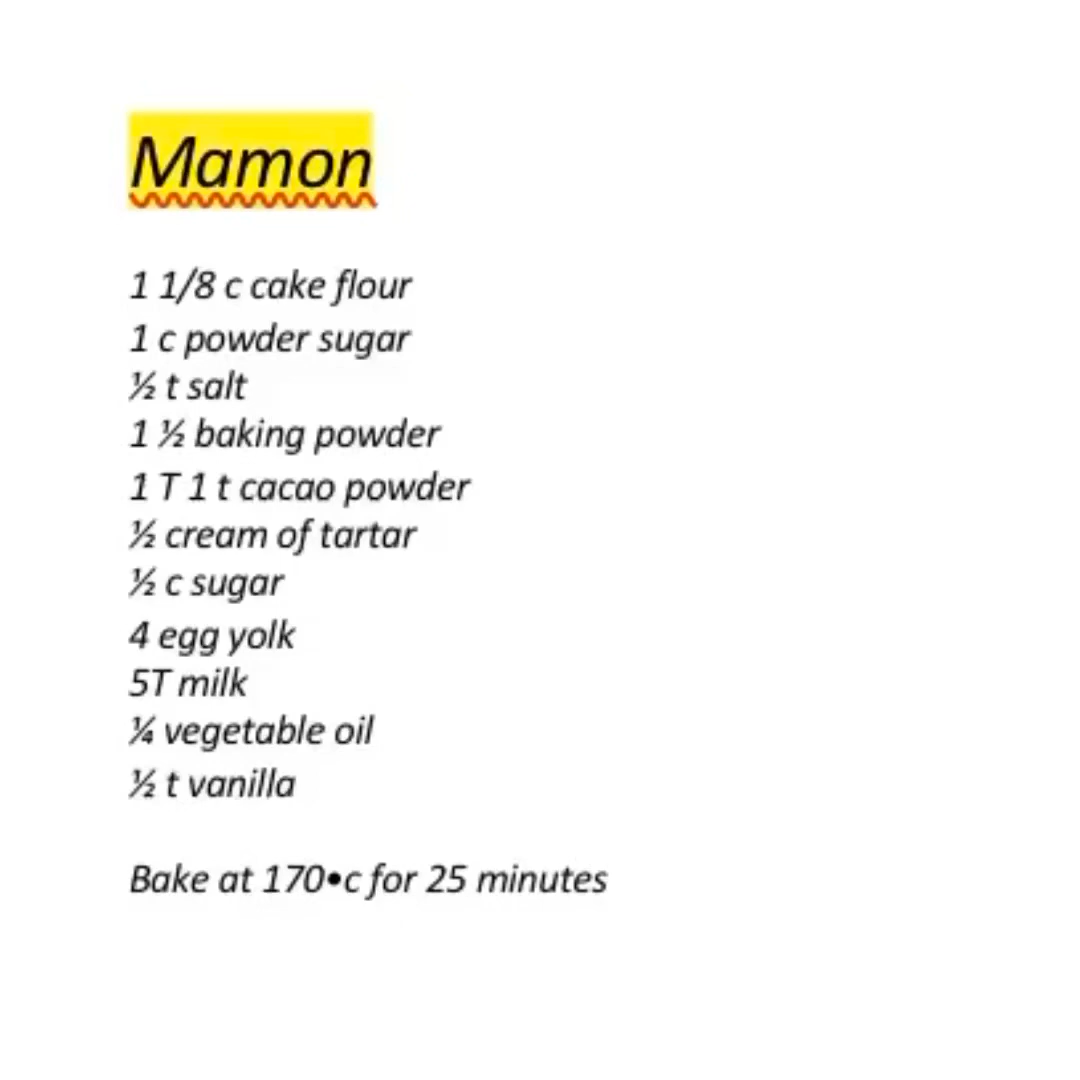 Mamon
1 1/8 c cake flour
1 c powder sugar
½ t salt
1 ½ baking powder
1 T 1 t cacao powder
½ cream of tartar
½ c sugar
4 egg yolk
5T milk
¼ vegetable oil
½ t vanilla
Bake at 170•c for 25 minutes